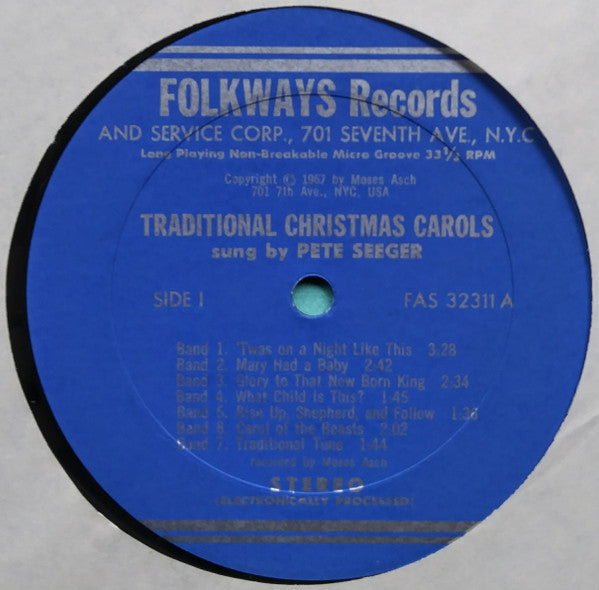 FOLKWAYS Records
AND SERVICE CORP., 701 SEVENTH AVE., N.Y.C
Long Playing Non-Breakable Micro Groove 33⅓ RPM
Copyright ℗ 1967 by Moses Asch
701 7th Ave., NYC, USA
TRADITIONAL CHRISTMAS CAROLS
sung by PETE SEEGER
SIDE I FAS 32311 A
Band 1. 'Twas on a Night Like This 3:28
Band 2. Mary Had a Baby 2:42
Band 3. Glory to That New Born King 2:34
Band 4. What Child Is This? 1:45
Band 5. Rise Up, Shepherd, and Follow 1:36
Band 6. Carol of the Beasts 2:02
Band 7. Traditional Tune 1:44
recorded by Moses Asch
STEREO
(ELECTRONICALLY PROCESSED)